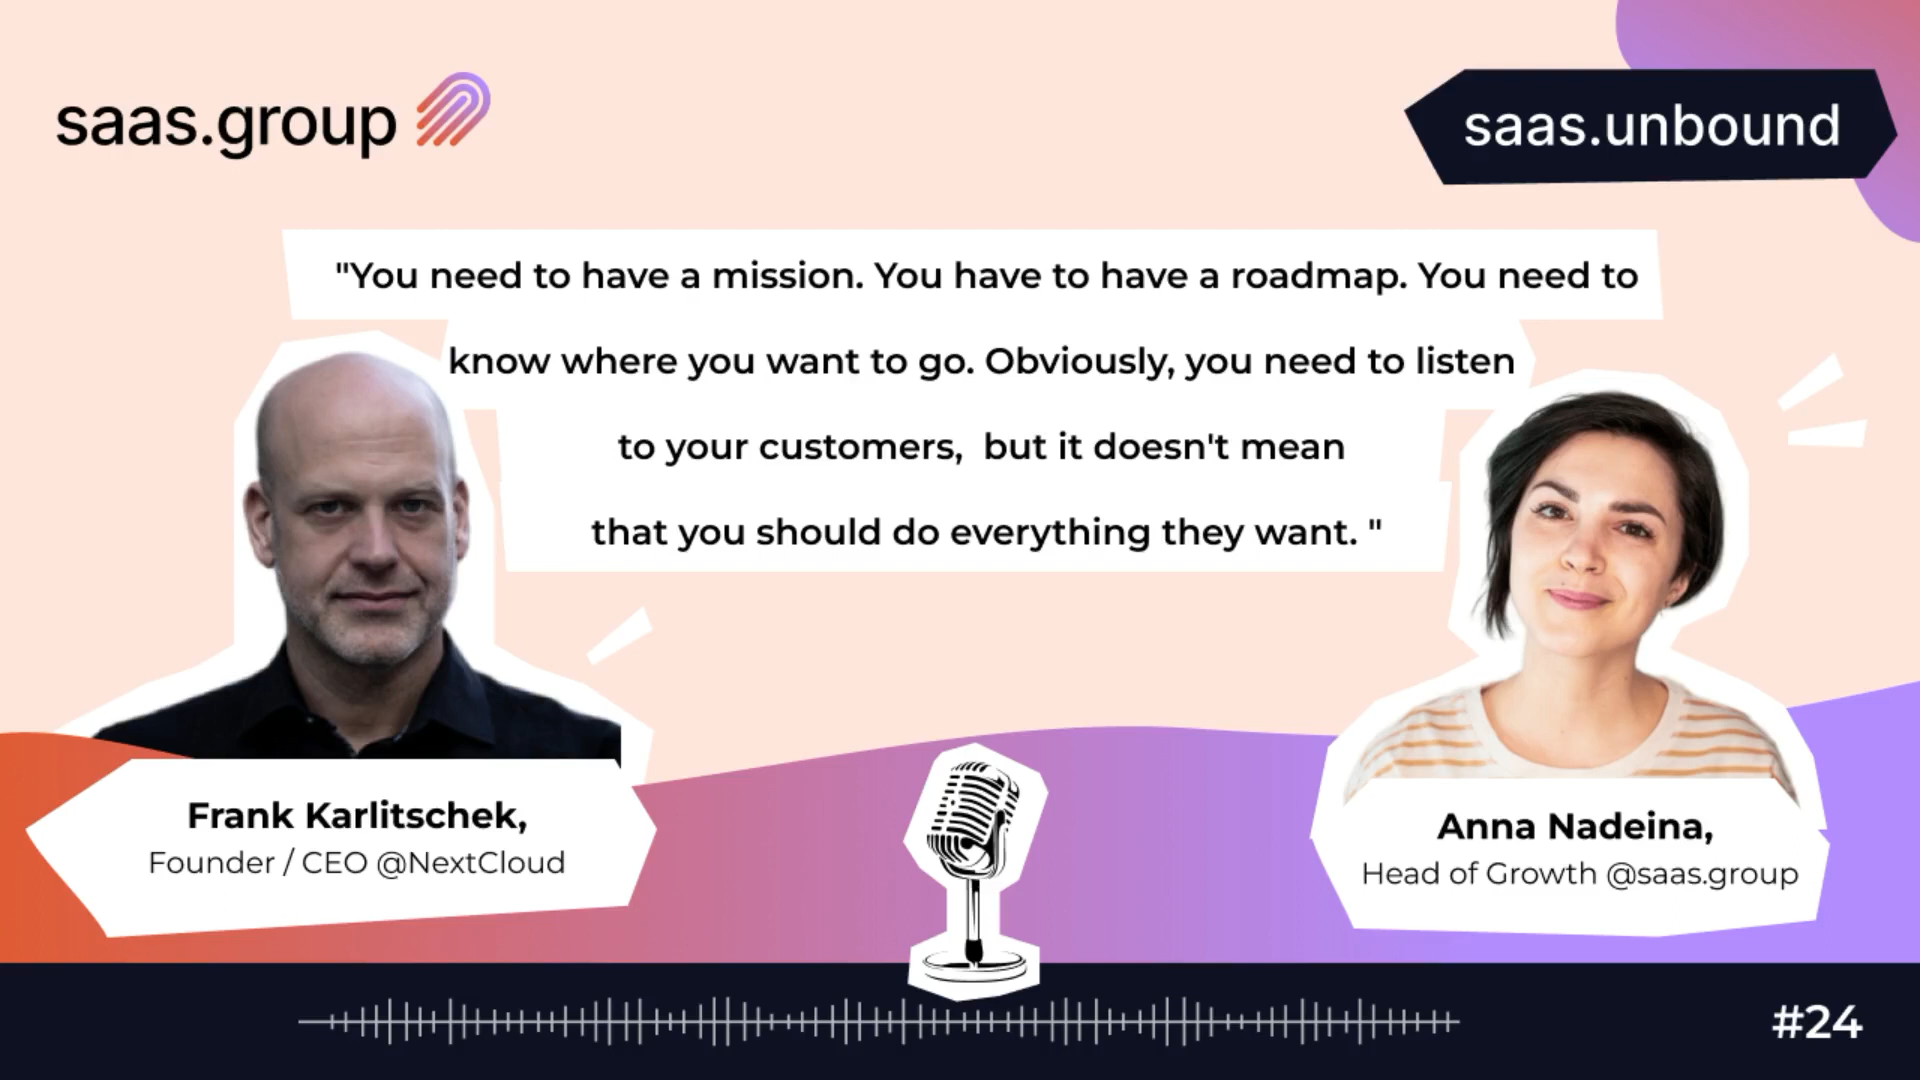 saas.group
saas.unbound
"You need to have a mission. You have to have a roadmap. You need to
know where you want to go. Obviously, you need to listen
to your customers,  but it doesn't mean
that you should do everything they want. "
Frank Karlitschek,
Founder / CEO @NextCloud
Anna Nadeina,
Head of Growth @saas.group
#24